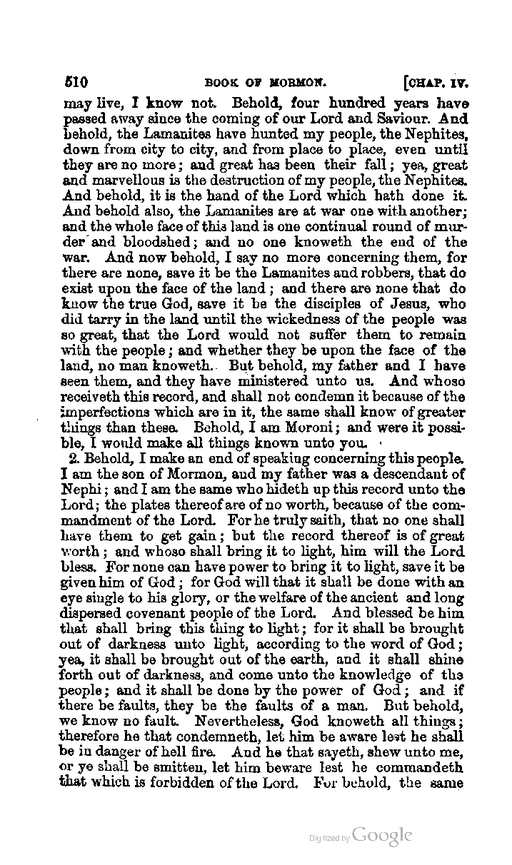 510 BOOK OF MORMON. [CHAP. IV.
may live, I know not. Behold, four hundred years have
passed away since the coming of our Lord and Saviour. And
behold, the Lamanites have hunted my people, the Nephites,
down from city to city, and from place to place, even until
they are no more; and great has been their fall; yea, great
and marvellous is the destruction of my people, the Nephites.
And behold, it is the hand of the Lord which hath done it.
And behold also, the Lamanites are at war one with another;
and the whole face of this land is one continual round of mur-
der and bloodshed; and no one knoweth the end of the
war. And now behold, I say no more concerning them, for
there are none, save it be the Lamanites and robbers, that do
exist upon the face of the land; and there are none that do
know the true God, save it be the disciples of Jesus, who
did tarry in the land until the wickedness of the people was
so great, that the Lord would not suffer them to remain
with the people; and whether they be upon the face of the
land, no man knoweth. But behold, my father and I have
seen them, and they have ministered unto us. And whoso
receiveth this record, and shall not condemn it because of the
imperfections which are in it, the same shall know of greater
things than these. Behold, I am Moroni; and were it possi-
ble, I would make all things known unto you.
2. Behold, I make an end of speaking concerning this people.
I am the son of Mormon, and my father was a descendant of
Nephi; and I am the same who hideth up this record unto the
Lord; the plates thereof are of no worth, because of the com-
mandment of the Lord. For he truly saith, that no one shall
have them to get gain; but the record thereof is of great
worth; and whoso shall bring it to light, him will the Lord
bless. For none can have power to bring it to light, save it be
given him of God; for God will that it shall be done with an
eye single to his glory, or the welfare of the ancient and long
dispersed covenant people of the Lord. And blessed be him
that shall bring this thing to light; for it shall be brought
out of darkness unto light, according to the word of God;
yea, it shall be brought out of the earth, and it shall shine
forth out of darkness, and come unto the knowledge of the
people; and it shall be done by the power of God; and if
there be faults, they be the faults of a man. But behold,
we know no fault. Nevertheless, God knoweth all things;
therefore he that condemneth, let him be aware lest he shall
be in danger of hell fire. And he that sayeth, shew unto me,
or ye shall be smitten, let him beware lest he commandeth
that which is forbidden of the Lord. For behold, the same
Digitized by Google